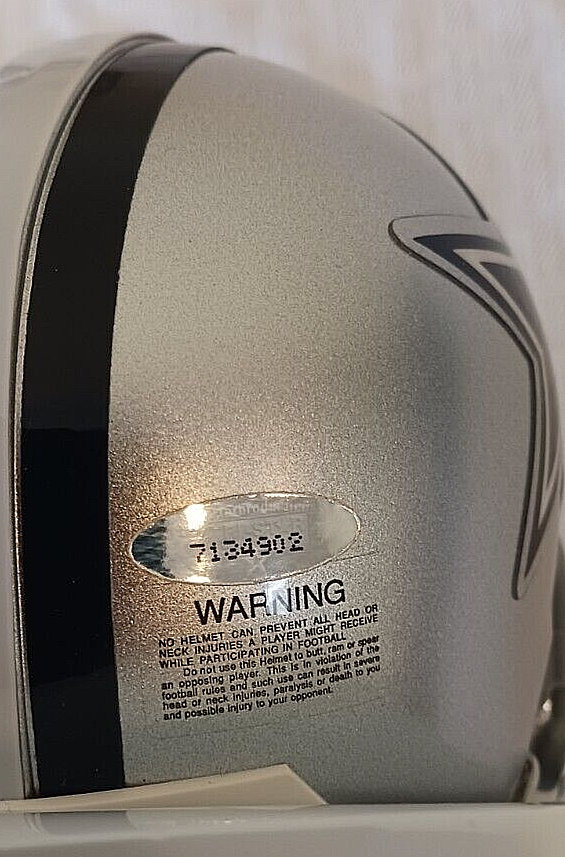 7134902
WARNING
NO HELMET CAN PREVENT ALL HEAD OR
NECK INJURIES A PLAYER MIGHT RECEIVE
WHILE PARTICIPATING IN FOOTBALL
Do not use this Helmet to butt, ram or spear
an opposing player. This is in violation of the
football rules and such use can result in severe
head or neck injuries, paralysis or death to you
and possible injury to your opponent.